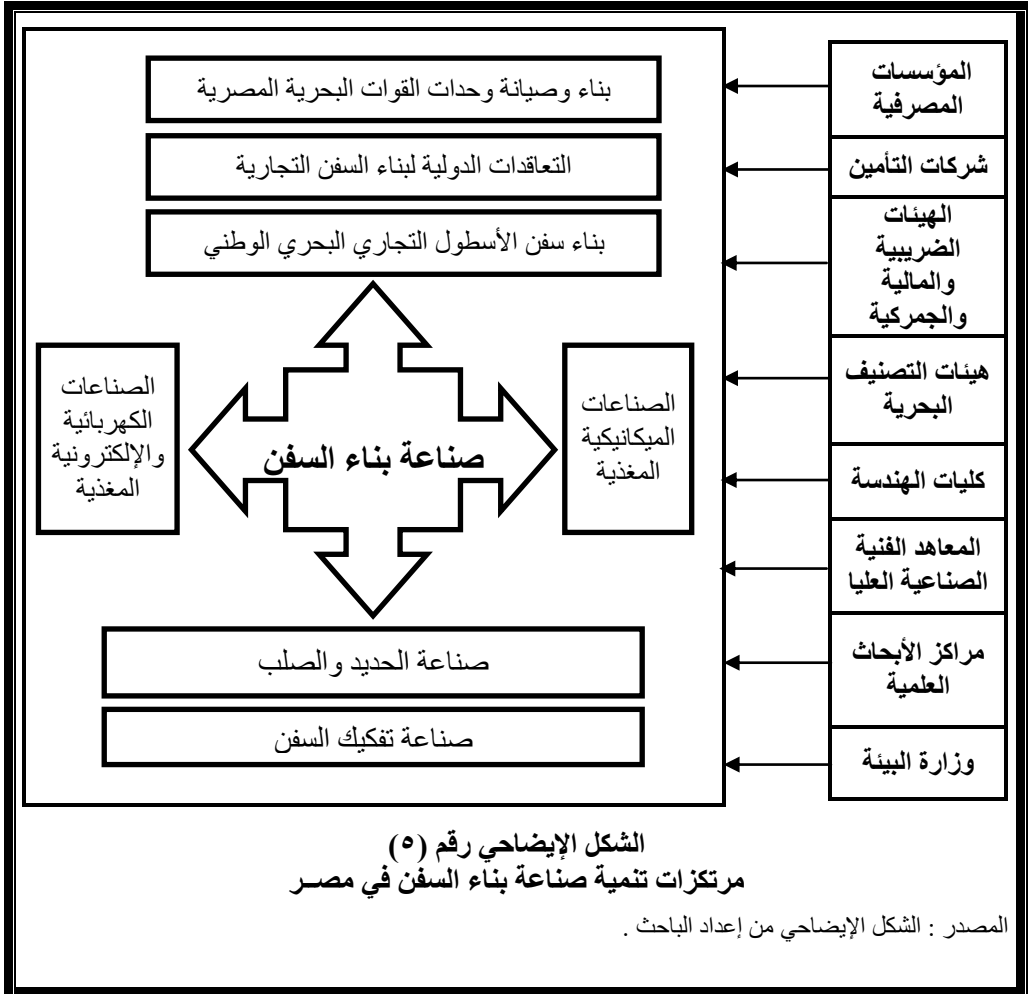 المؤسسات
المصرفية
شركات التأمين
الهيئات
الضريبية
والمالية
والجمركية
هيئات التصنيف
البحرية
كليات الهندسة
المعاهد الفنية
الصناعية العليا
مراكز الأبحاث
العلمية
وزارة البيئة
بناء وصيانة وحدات القوات البحرية المصرية
التعاقدات الدولية لبناء السفن التجارية
بناء سفن الأسطول التجاري البحري الوطني
الصناعات
الميكانيكية
المغذية
صناعة بناء السفن
الصناعات
الكهربائية
والإلكترونية
المغذية
صناعة الحديد والصلب
صناعة تفكيك السفن
الشكل الإيضاحي رقم (٥)
مرتكزات تنمية صناعة بناء السفن في مصـر
المصدر : الشكل الإيضاحي من إعداد الباحث .